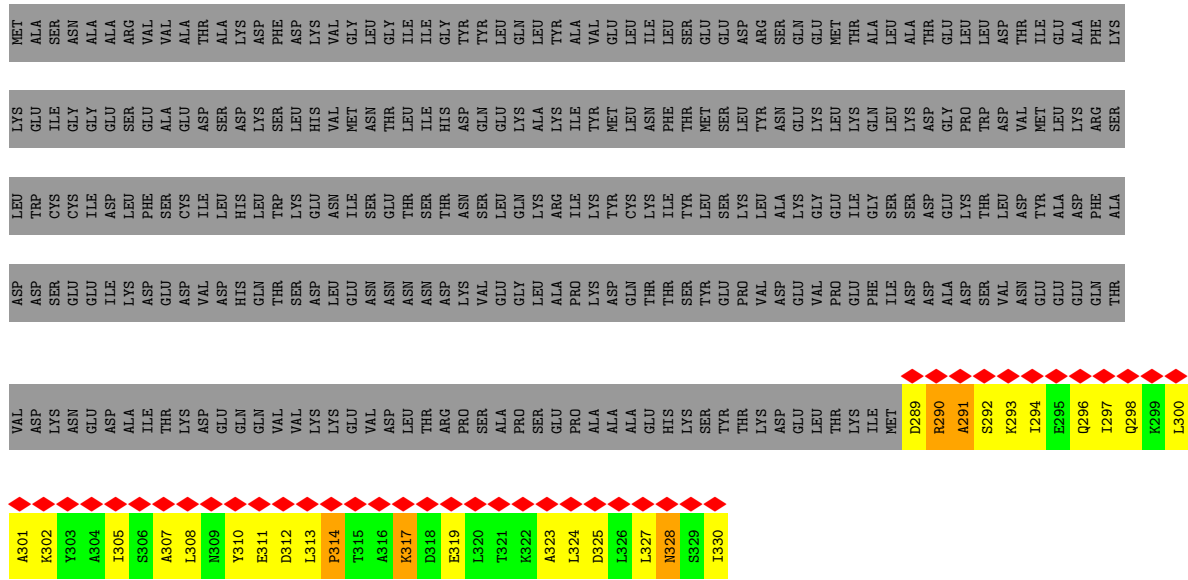 MET ALA SER ASN ALA ALA ARG VAL VAL ALA THR ALA LYS ASP PHE ASP LYS VAL GLY LEU GLY ILE ILE GLY TYR TYR LEU GLN LEU TYR ALA VAL GLU LEU ILE LEU SER GLU GLU ASP ARG SER GLN GLU MET THR ALA LEU ALA THR GLU LEU LEU ASP THR ILE GLU ALA PHE LYS
LYS GLU ILE GLY GLY GLU SER GLU ALA GLU ASP SER ASP LYS SER LEU HIS VAL MET ASN THR LEU ILE HIS ASP GLN GLU LYS ALA LYS ILE TYR MET LEU ASN PHE THR MET SER LEU TYR ASN GLU LYS LEU LYS GLN LEU LYS ASP GLY PRO TRP ASP VAL MET LEU LYS ARG SER
LEU TRP CYS CYS ILE ASP LEU PHE SER CYS ILE LEU HIS LEU TRP LYS GLU ASN ILE SER GLU THR SER THR ASN SER LEU GLN LYS ARG ILE LYS TYR CYS LYS ILE TYR LEU SER LYS LEU ALA LYS GLY GLU ILE GLY SER SER ASP GLU LYS THR LEU ASP TYR ALA ASP PHE ALA
ASP ASP SER GLU GLU ILE LYS ASP GLU ASP VAL ASP HIS GLN THR SER ASP LEU GLU ASN ASN ASN ASN ASP LYS VAL GLU GLY LEU ALA PRO LYS ASP GLN THR THR SER TYR GLU PRO VAL ASP GLU VAL PRO GLU PHE ILE ASP ASP ALA ASP SER VAL ASN GLU GLU GLU GLN THR
VAL ASP LYS ASN GLU ASP ALA ILE THR LYS ASP GLU GLN GLN VAL VAL LYS LYS GLU VAL ASP LEU THR ARG PRO SER ALA PRO SER GLU PRO ALA ALA ALA GLU HIS LYS SER TYR THR LYS ASP GLU LEU THR LYS ILE MET D289 R290 A291 S292 K293 I294 E295 Q296 I297 Q298 K299 L300
A301 K302 Y303 A304 I305 S306 A307 L308 N309 Y310 E311 D312 L313 P314 T315 A316 K317 D318 E319 L320 T321 K322 A323 L324 D325 L326 L327 N328 S329 I330